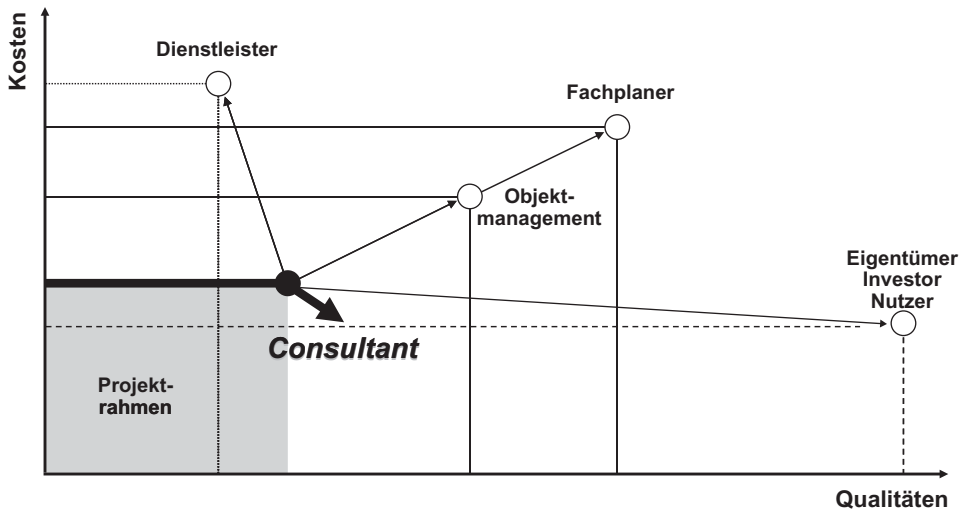 Kosten
Dienstleister
Fachplaner
Objekt-
management
Eigentümer
Investor
Nutzer
Consultant
Projekt-
rahmen
Qualitäten